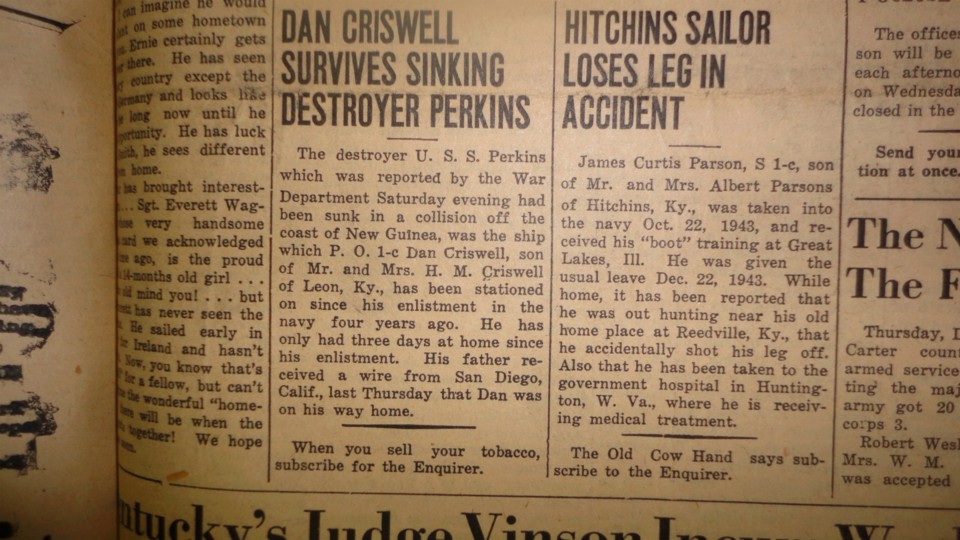 can imagine he would
on some hometown
Ernie certainly gets
there. He has seen
country except the
Germany and looks like
long now until he
He has luck
he sees different
home.
has brought interest-
... Sgt. Everett Wag-
very handsome
card we acknowledged
ago, is the proud
14-months old girl ...
old mind you! ... but
has never seen the
He sailed early in
Ireland and hasn't
Now, you know that's
for a fellow, but can't
the wonderful "home-
will be when the
together! We hope
DAN CRISWELL
SURVIVES SINKING
DESTROYER PERKINS
The destroyer U. S. S. Perkins
which was reported by the War
Department Saturday evening had
been sunk in a collision off the
coast of New Guinea, was the ship
which P. O. 1-c Dan Criswell, son
of Mr. and Mrs. H. M. Criswell
of Leon, Ky., has been stationed
on since his enlistment in the
navy four years ago. He has
only had three days at home since
his enlistment. His father re-
ceived a wire from San Diego,
Calif., last Thursday that Dan was
on his way home.
When you sell your tobacco,
subscribe for the Enquirer.
HITCHINS SAILOR
LOSES LEG IN
ACCIDENT
James Curtis Parson, S 1-c, son
of Mr. and Mrs. Albert Parsons
of Hitchins, Ky., was taken into
the navy Oct. 22, 1943, and re-
ceived his "boot" training at Great
Lakes, Ill. He was given the
usual leave Dec. 22, 1943. While
home, it has been reported that
he was out hunting near his old
home place at Reedville, Ky., that
he accidentally shot his leg off.
Also that he has been taken to the
government hospital in Hunting-
ton, W. Va., where he is receiv-
ing medical treatment.
The Old Cow Hand says sub-
scribe to the Enquirer.
The office
son will be
each afterno
on Wednesda
closed in the
Send your
tion at once.
The N
The F
Thursday, D
Carter coun
armed service
ting the maj
army got 20
corps 3.
Robert Wesl
Mrs. W. M.
was accepted
ntucky's Judge Vinson